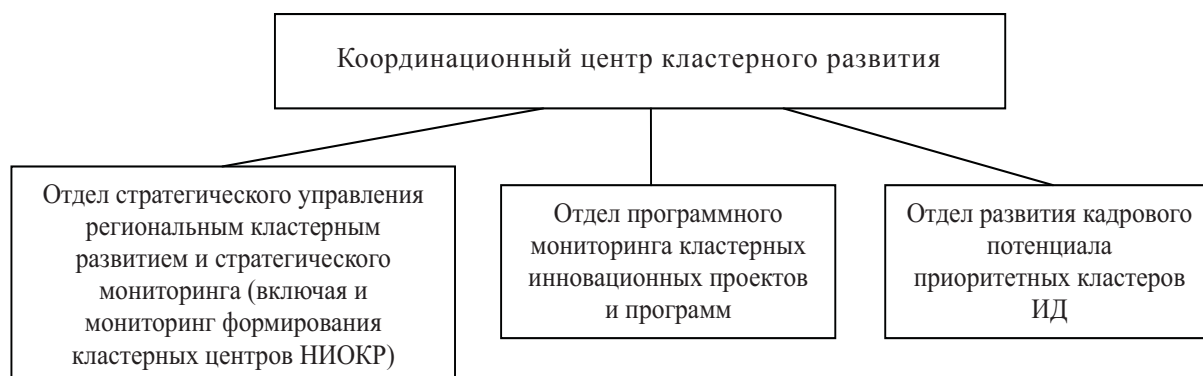 Координационный центр кластерного развития
Отдел стратегического управления
региональным кластерным
развитием и стратегического
мониторинга (включая и
мониторинг формирования
кластерных центров НИОКР)
Отдел программного
мониторинга кластерных
инновационных проектов
и программ
Отдел развития кадрового
потенциала
приоритетных кластеров
ИД